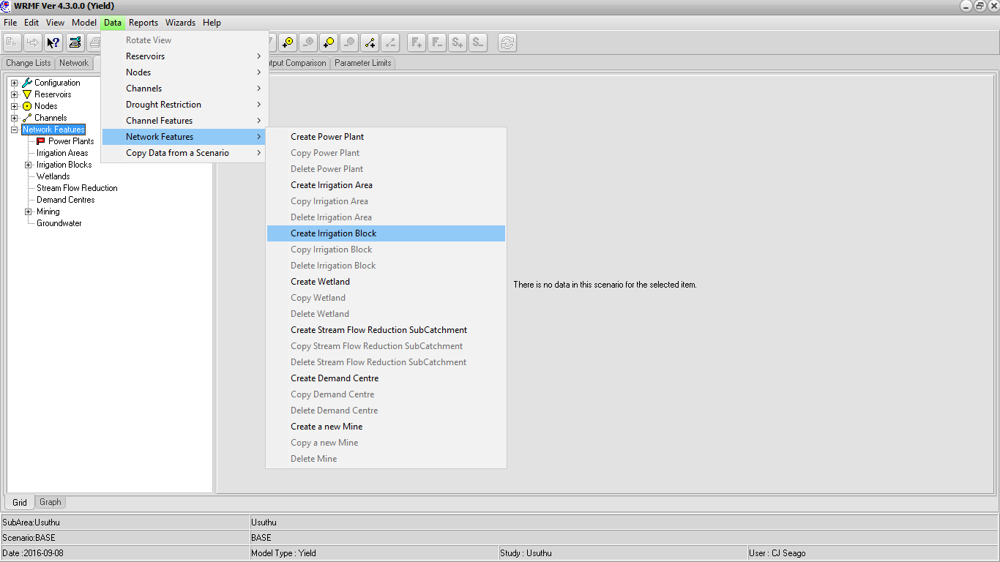 WRMF Ver 4.3.0.0 (Yield)
File Edit View Model Data Reports Wizards Help
Change Lists Network
utput Comparison Parameter Limits
Rotate View
Reservoirs
Nodes
Channels
Drought Restriction
Channel Features
Network Features
Copy Data from a Scenario
Configuration
Reservoirs
Nodes
Channels
Network Features
Power Plants
Irrigation Areas
Irrigation Blocks
Wetlands
Stream Flow Reduction
Demand Centres
Mining
Groundwater
Create Power Plant
Copy Power Plant
Delete Power Plant
Create Irrigation Area
Copy Irrigation Area
Delete Irrigation Area
Create Irrigation Block
Copy Irrigation Block
Delete Irrigation Block
Create Wetland
Copy Wetland
Delete Wetland
Create Stream Flow Reduction SubCatchment
Copy Stream Flow Reduction SubCatchment
Delete Stream Flow Reduction SubCatchment
Create Demand Centre
Copy Demand Centre
Delete Demand Centre
Create a new Mine
Copy a new Mine
Delete Mine
There is no data in this scenario for the selected item.
Grid Graph
SubArea:Usuthu Usuthu
Scenario:BASE BASE
Date :2016-09-08 Model Type : Yield Study : Usuthu User : CJ Seago